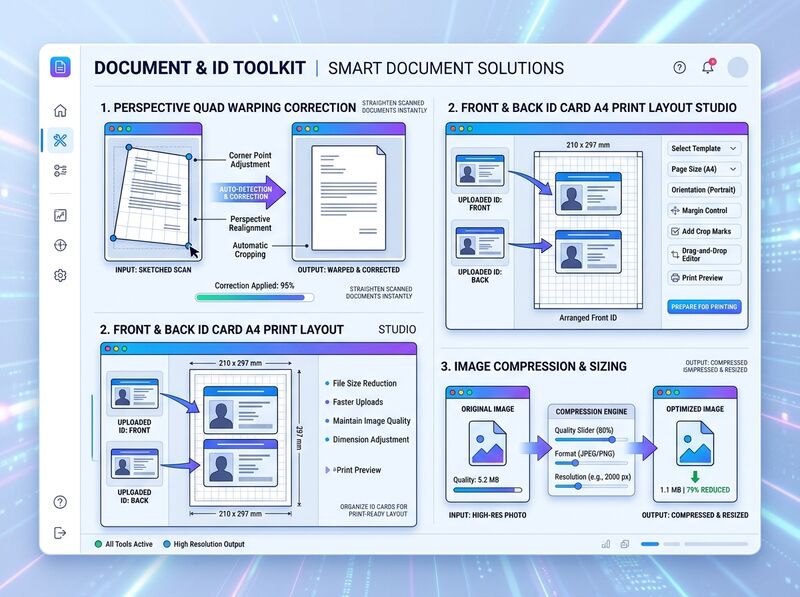 DOCUMENT & ID TOOLKIT | SMART DOCUMENT SOLUTIONS
1. PERSPECTIVE QUAD WARPING CORRECTION
STRAIGHTEN SCANNED
DOCUMENTS INSTANTLY
Corner Point
Adjustment
AUTO-DETECTION
& CORRECTION
Perspective
Realignment
Automatic
Cropping
INPUT: SKETCHED SCAN
OUTPUT: WARPED & CORRECTED
Correction Applied: 95%
STRAIGHTEN SCANNED
DOCUMENTS INSTANTLY
2. FRONT & BACK ID CARD A4 PRINT LAYOUT STUDIO
210 x 297 mm
UPLOADED ID:
FRONT
UPLOADED ID:
BACK
Arranged Front ID
Select Template
Page Size (A4)
Orientation (Portrait)
Margin Control
Add Crop Marks
Drag-and-Drop
Editor
Print Preview
PREPARE FOD PRINTING
2. FRONT & BACK ID CARD A4 PRINT LAYOUT STUDIO
210 x 297 mm
UPLOADED
ID: FRONT
UPLOADED
ID: BACK
297 mm
210 x 297 mm
File Size Reduction
Faster Uploads
Maintain Image Quality
Dimension Adjustment
Print Preview
ORGANIZE ID CARDS FOR
PRINT-READY LAYOUT
3. IMAGE COMPRESSION & SIZING
OUTPUT: COMPRESSED
ISMPRESSED & RESIZED
ORIGINAL IMAGE
Quality: 5.2 MB
INPUT: HIGH-RES PHOTO
COMPRESSION ENGINE
Quality Slider (80%)
Format (JPEG/PNG)
Resolution (e.g., 2000 px)
OPTIMIZED IMAGE
1.1 MB | 79% REDUCED
OUTPUT: COMPRESSED & RESIZED
All Tools Active
High Resolution Output